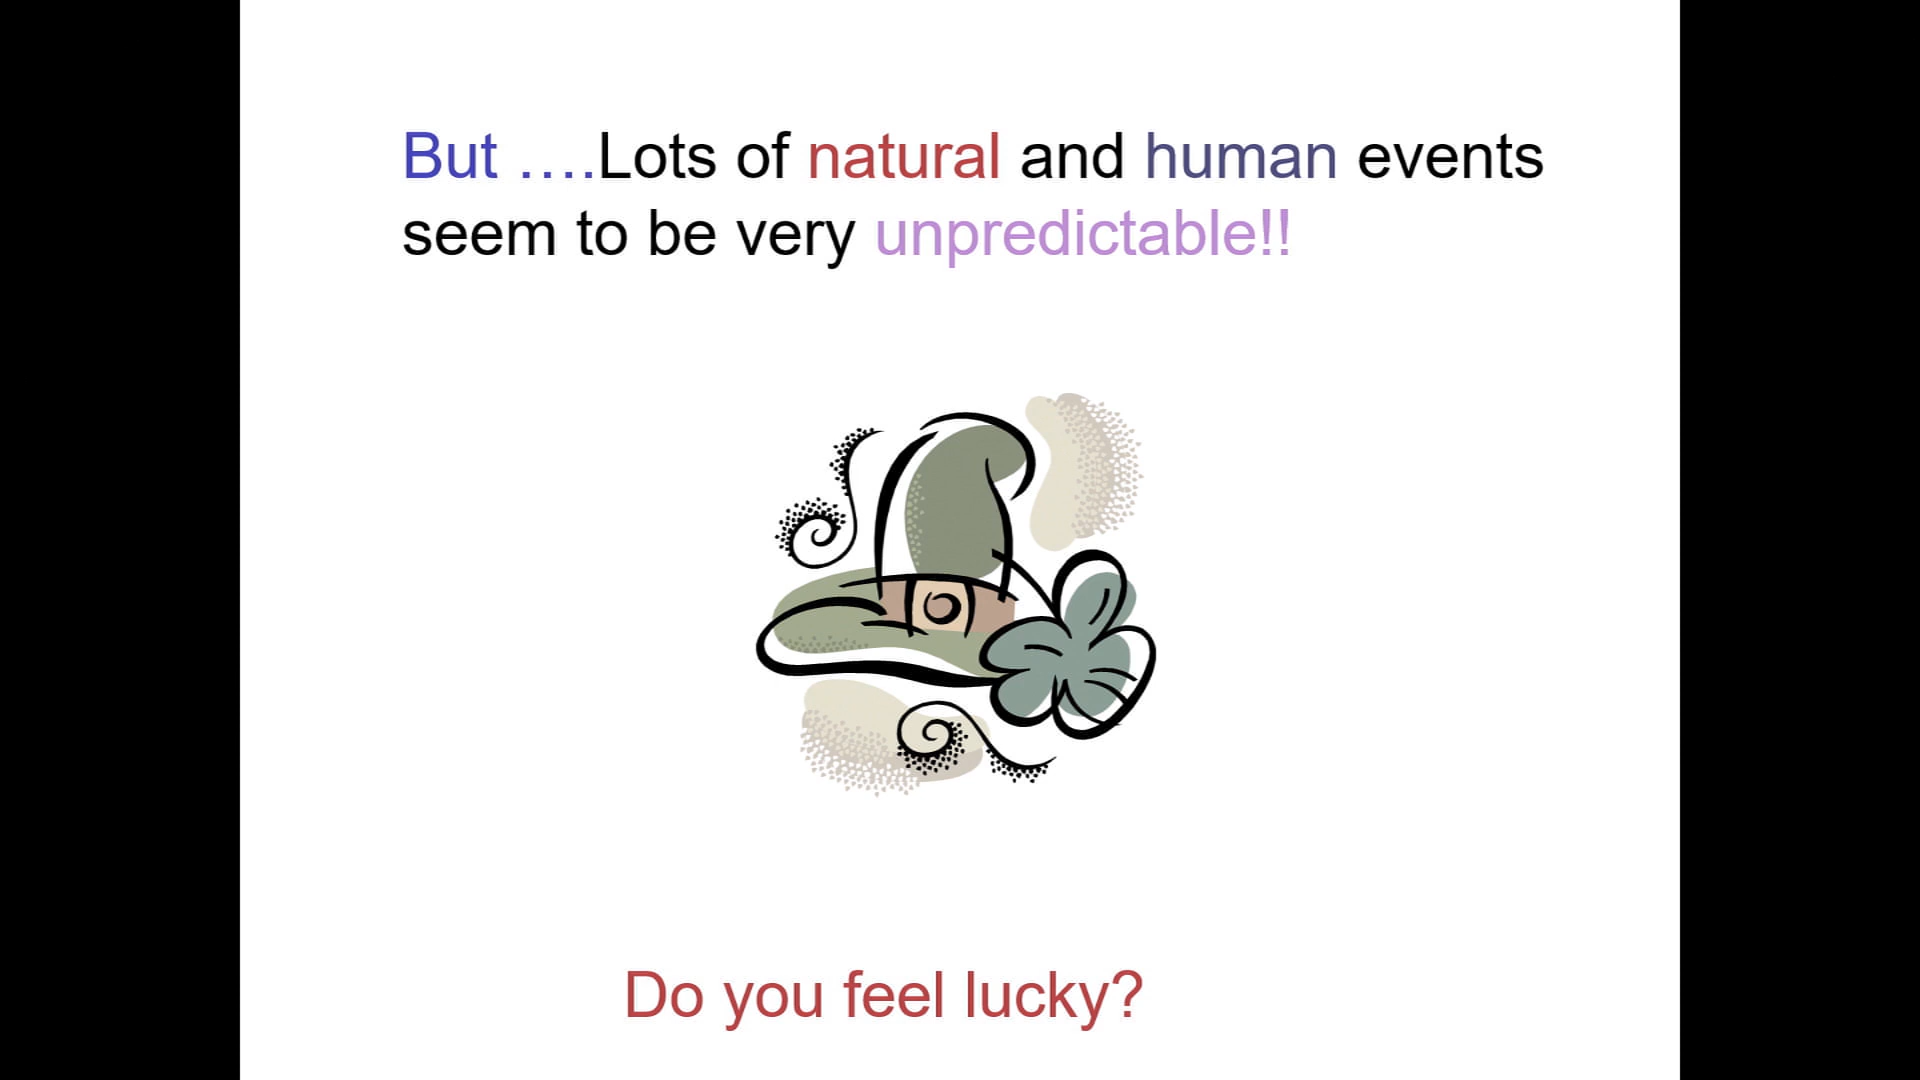 But ….Lots of natural and human events
seem to be very unpredictable!!
Do you feel lucky?